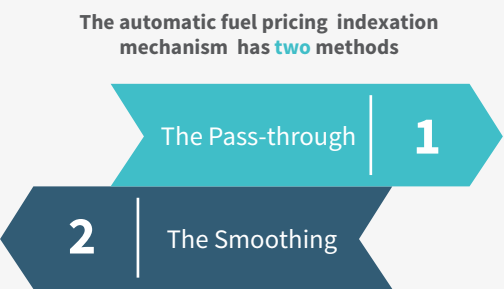 The automatic fuel pricing indexation
mechanism has two methods
The Pass-through
1
2
The Smoothing